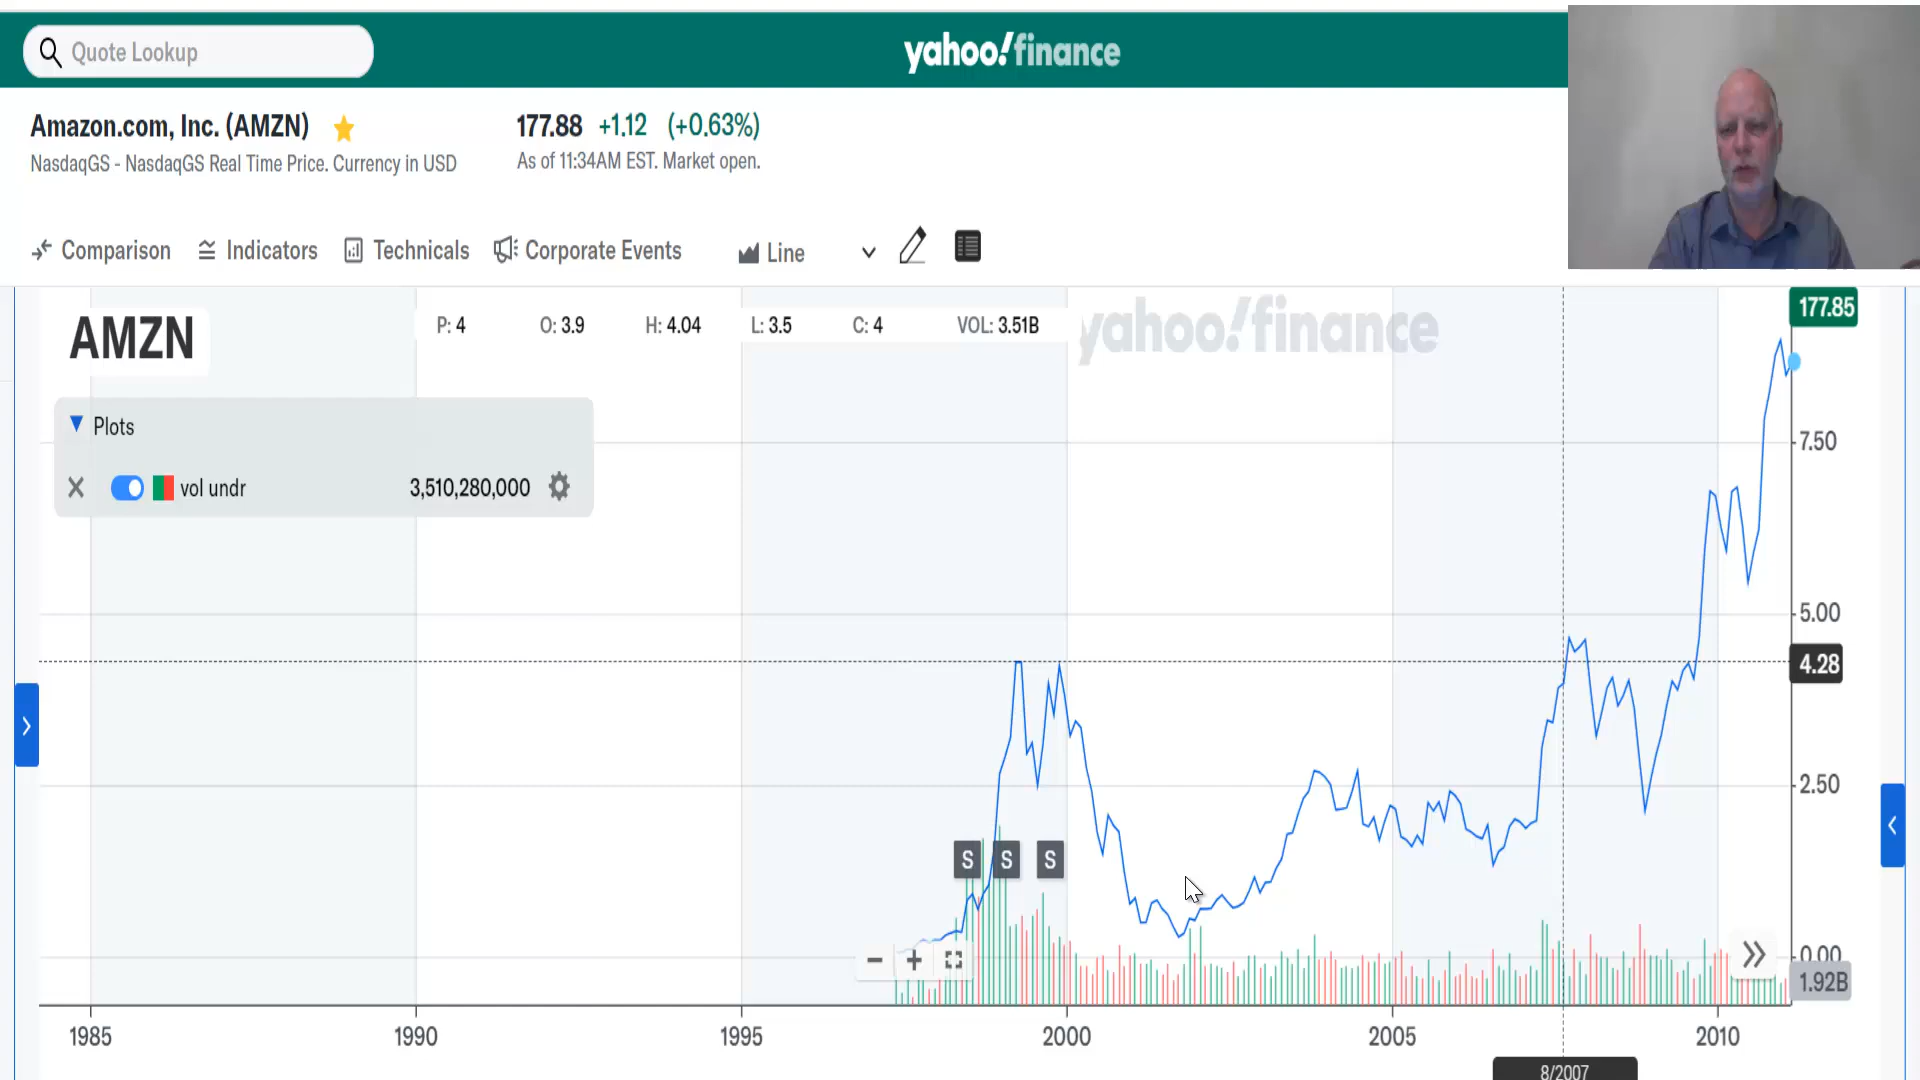 Quote Lookup
yahoo!finance
Amazon.com, Inc. (AMZN)
177.88 +1.12 (+0.63%)
NasdaqGS - NasdaqGS Real Time Price. Currency in USD
As of 11:34AM EST. Market open.
Comparison Indicators Technicals Corporate Events Line
AMZN
P: 4 O: 3.9 H: 4.04 L: 3.5 C: 4 VOL: 3.51B
yahoo!finance
177.85
Plots
vol undr 3,510,280,000
7.50
5.00
4.28
2.50
S S S
0.00
1.92B
1985 1990 1995 2000 2005 2010
8/2007